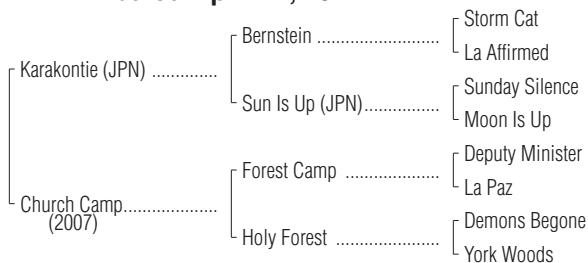 Storm Cat
Bernstein ................................
La Affirmed
Karakontie (JPN) .................
Sunday Silence
Sun Is Up (JPN)...................
Moon Is Up
Deputy Minister
Forest Camp ........................
La Paz
Church Camp........................
(2007)
Demons Begone
Holy Forest ..........................
York Woods